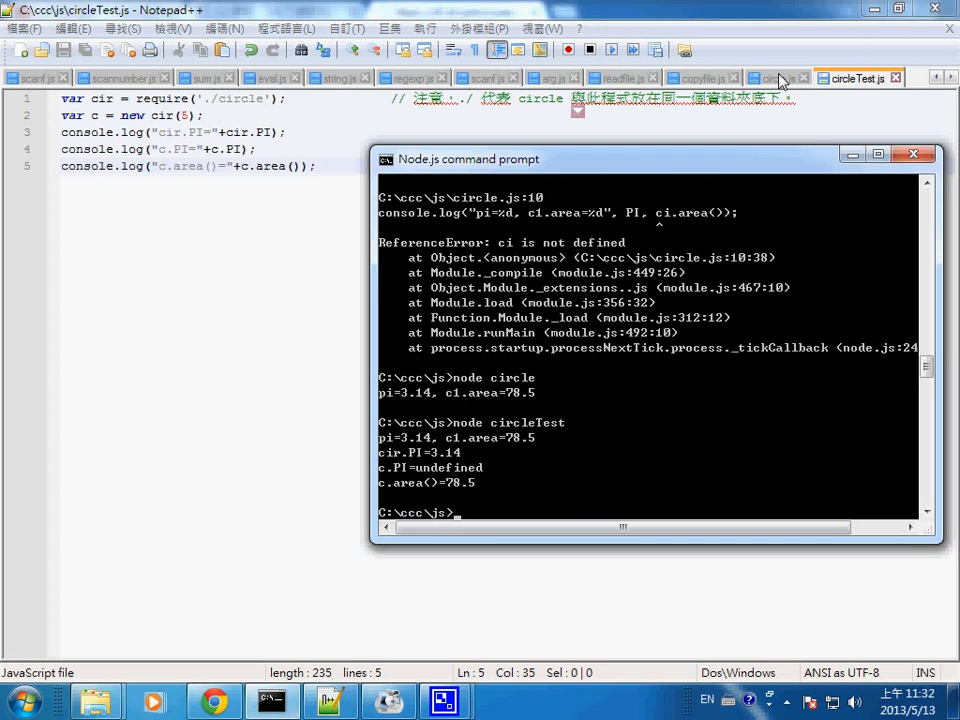 C:\ccc\js\circleTest.js - Notepad++
檔案(F) 編輯(E) 尋找(S) 檢視(V) 編碼(N) 程式語言(L) 設定(T) 巨集 執行 外掛模組(P) 視窗(W) ?
scanf.js scannumber.js sum.js eval.js string.js regexp.js scanf.js arg.js readfile.js copyfile.js circleTest.js
1 var cir = require('./circle'); // 注意，./ 代表 circle 與此程式放在同一個資料夾底下。
2 var c = new cir(5);
3 console.log("cir.PI="+cir.PI);
4 console.log("c.PI="+c.PI);
5 console.log("c.area()="+c.area());
Node.js command prompt
C:\ccc\js\circle.js:10
console.log("pi=%d, c1.area=%d", PI, ci.area());
^
ReferenceError: ci is not defined
at Object.<anonymous> (C:\ccc\js\circle.js:10:38)
at Module._compile (module.js:449:26)
at Object.Module._extensions..js (module.js:467:10)
at Module.load (module.js:356:32)
at Function.Module._load (module.js:312:12)
at Module.runMain (module.js:492:10)
at process.startup.processNextTick.process._tickCallback (node.js:24
C:\ccc\js>node circle
pi=3.14, c1.area=78.5
C:\ccc\js>node circleTest
pi=3.14, c1.area=78.5
cir.PI=3.14
c.PI=undefined
c.area()=78.5
C:\ccc\js>_
JavaScript file length : 235 lines : 5 Ln : 5 Col : 35 Sel : 0 | 0 Dos\Windows ANSI as UTF-8 INS
EN 上午 11:32
2013/5/13